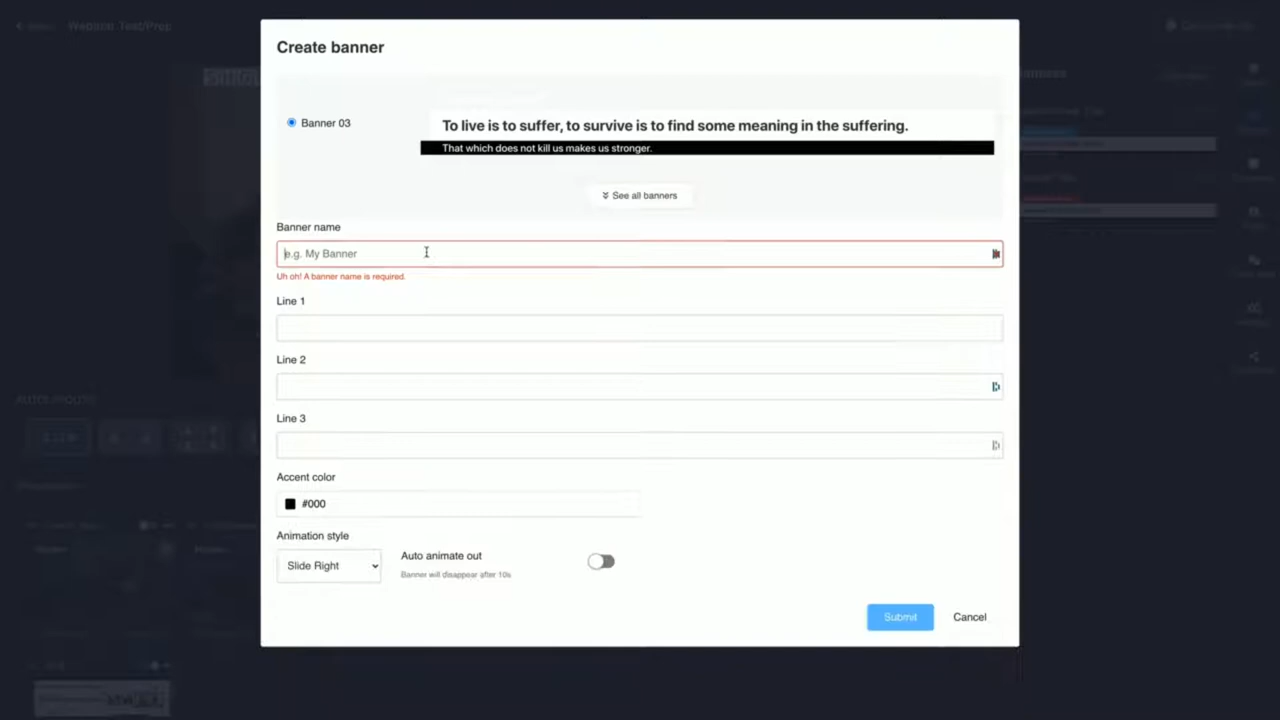 Create banner
Banner 03
To live is to suffer, to survive is to find some meaning in the suffering.
That which does not kill us makes us stronger.
See all banners
Banner name
e.g. My Banner
Uh oh! A banner name is required.
Line 1
Line 2
Line 3
Accent color
#000
Animation style
Slide Right
Auto animate out
Banner will disappear after 10s
Submit
Cancel